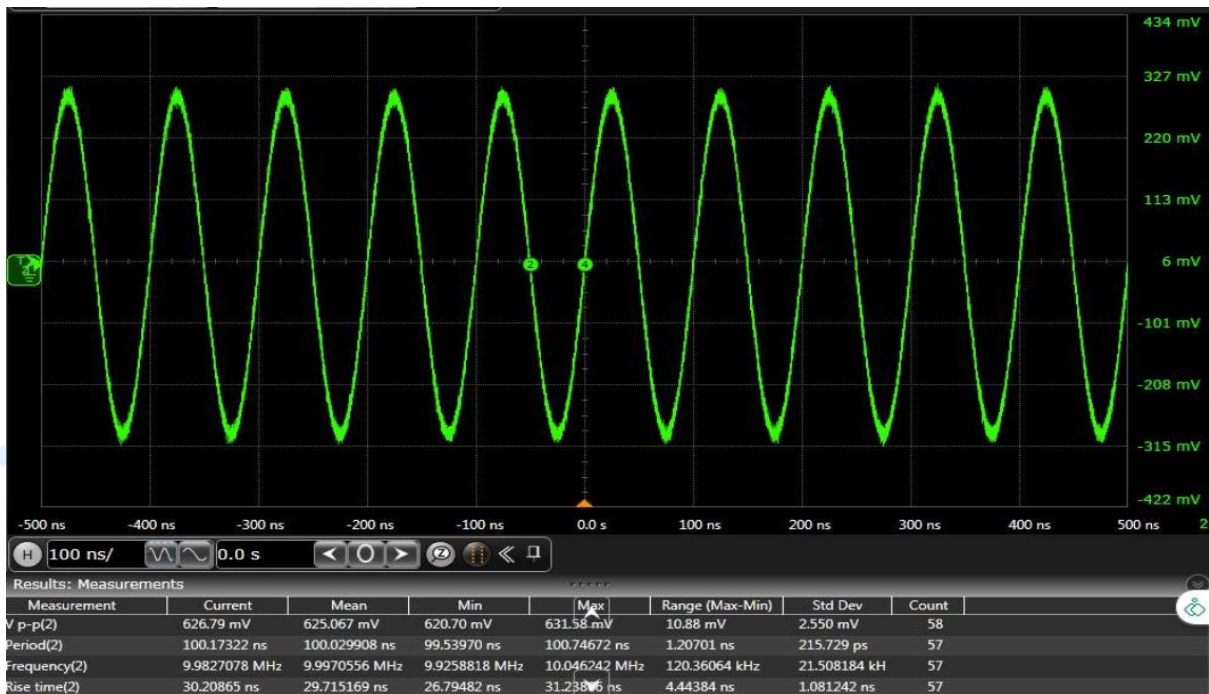 434 mV
327 mV
220 mV
113 mV
6 mV
-101 mV
-208 mV
-315 mV
-422 mV
2 4
-500 ns -400 ns -300 ns -200 ns -100 ns 0.0 s 100 ns 200 ns 300 ns 400 ns 500 ns 2
H 100 ns/ 0.0 s Z
Results: Measurements
Measurement Current Mean Min Max Range (Max-Min) Std Dev Count
V p-p(2) 626.79 mV 625.067 mV 620.70 mV 631.58 mV 10.88 mV 2.550 mV 58
Period(2) 100.17322 ns 100.029908 ns 99.53970 ns 100.74672 ns 1.20701 ns 215.729 ps 57
Frequency(2) 9.9827078 MHz 9.9970556 MHz 9.9258818 MHz 10.046242 MHz 120.36064 kHz 21.508184 kH 57
Rise time(2) 30.20865 ns 29.715169 ns 26.79482 ns ns 4.44384 ns 1.081242 ns 57